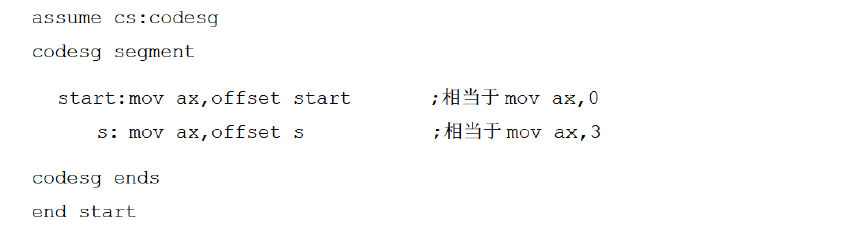 assume cs:codesg
codesg segment
start:mov ax,offset start ;相当于mov ax,0
s: mov ax,offset s ;相当于mov ax,3
codesg ends
end start